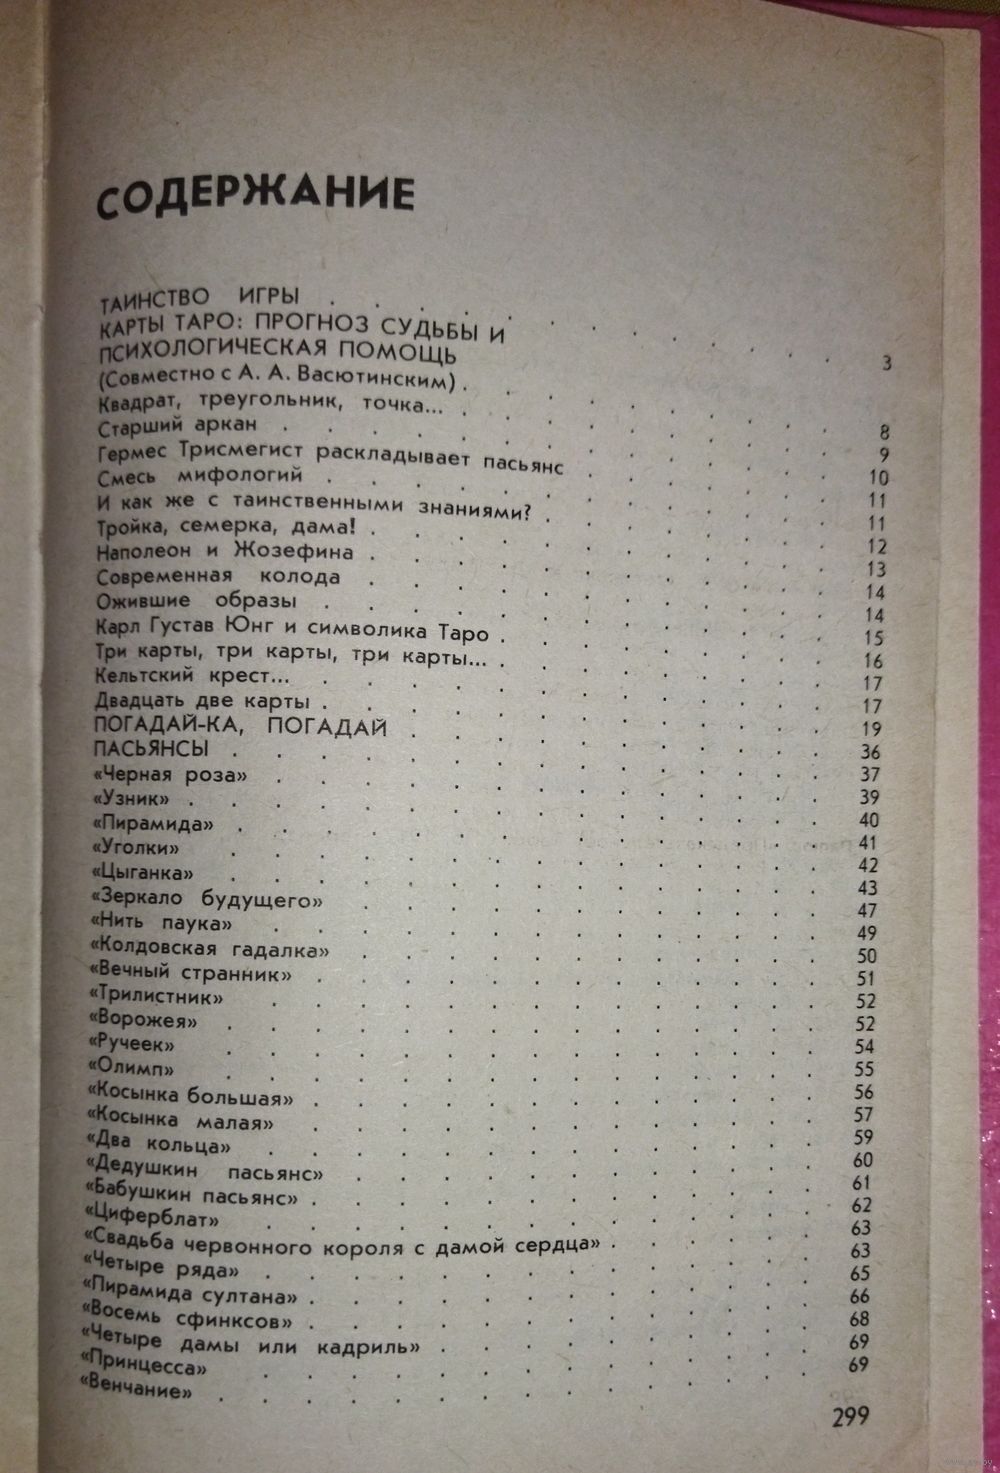 СОДЕРЖАНИЕ
ТАИНСТВО ИГРЫ . . . . . . . . . . . 3
КАРТЫ ТАРО: ПРОГНОЗ СУДЬБЫ И
ПСИХОЛОГИЧЕСКАЯ ПОМОЩЬ
(Совместно с А. А. Васютинским) . . . . . . . . 8
Квадрат, треугольник, точка... . . . . . . . . 9
Старший аркан . . . . . . . . . . . 10
Гермес Трисмегист раскладывает пасьянс . . . . . 11
Смесь мифологий . . . . . . . . . . 11
И как же с таинственными знаниями? . . . . . . 12
Тройка, семерка, дама! . . . . . . . . . 13
Наполеон и Жозефина . . . . . . . . . 14
Современная колода . . . . . . . . . 14
Ожившие образы . . . . . . . . . . 15
Карл Густав Юнг и символика Таро . . . . . . . 16
Три карты, три карты, три карты... . . . . . . . 17
Кельтский крест... . . . . . . . . . . 17
Двадцать две карты . . . . . . . . . . 19
ПОГАДАЙ-КА, ПОГАДАЙ . . . . . . . . 36
ПАСЬЯНСЫ . . . . . . . . . . . . 37
«Черная роза» . . . . . . . . . . . 39
«Узник» . . . . . . . . . . . . . 40
«Пирамида» . . . . . . . . . . . . 41
«Уголки» . . . . . . . . . . . . 42
«Цыганка» . . . . . . . . . . . . 43
«Зеркало будущего» . . . . . . . . . 47
«Нить паука» . . . . . . . . . . . 49
«Колдовская гадалка» . . . . . . . . . 50
«Вечный странник» . . . . . . . . . . 51
«Трилистник» . . . . . . . . . . . 52
«Ворожея» . . . . . . . . . . . . 52
«Ручеек» . . . . . . . . . . . . 54
«Олимп» . . . . . . . . . . . . 55
«Косынка большая» . . . . . . . . . . 56
«Косынка малая» . . . . . . . . . . 57
«Два кольца» . . . . . . . . . . . 59
«Дедушкин пасьянс» . . . . . . . . . 60
«Бабушкин пасьянс» . . . . . . . . . . 61
«Циферблат» . . . . . . . . . . . 62
«Свадьба червонного короля с дамой сердца» . . . . . 63
«Четыре ряда» . . . . . . . . . . . 63
«Пирамида султана» . . . . . . . . . . 65
«Восемь сфинксов» . . . . . . . . . . 66
«Четыре дамы или кадриль» . . . . . . . . 68
«Принцесса» . . . . . . . . . . . 69
«Венчание» . . . . . . . . . . . . 69
299